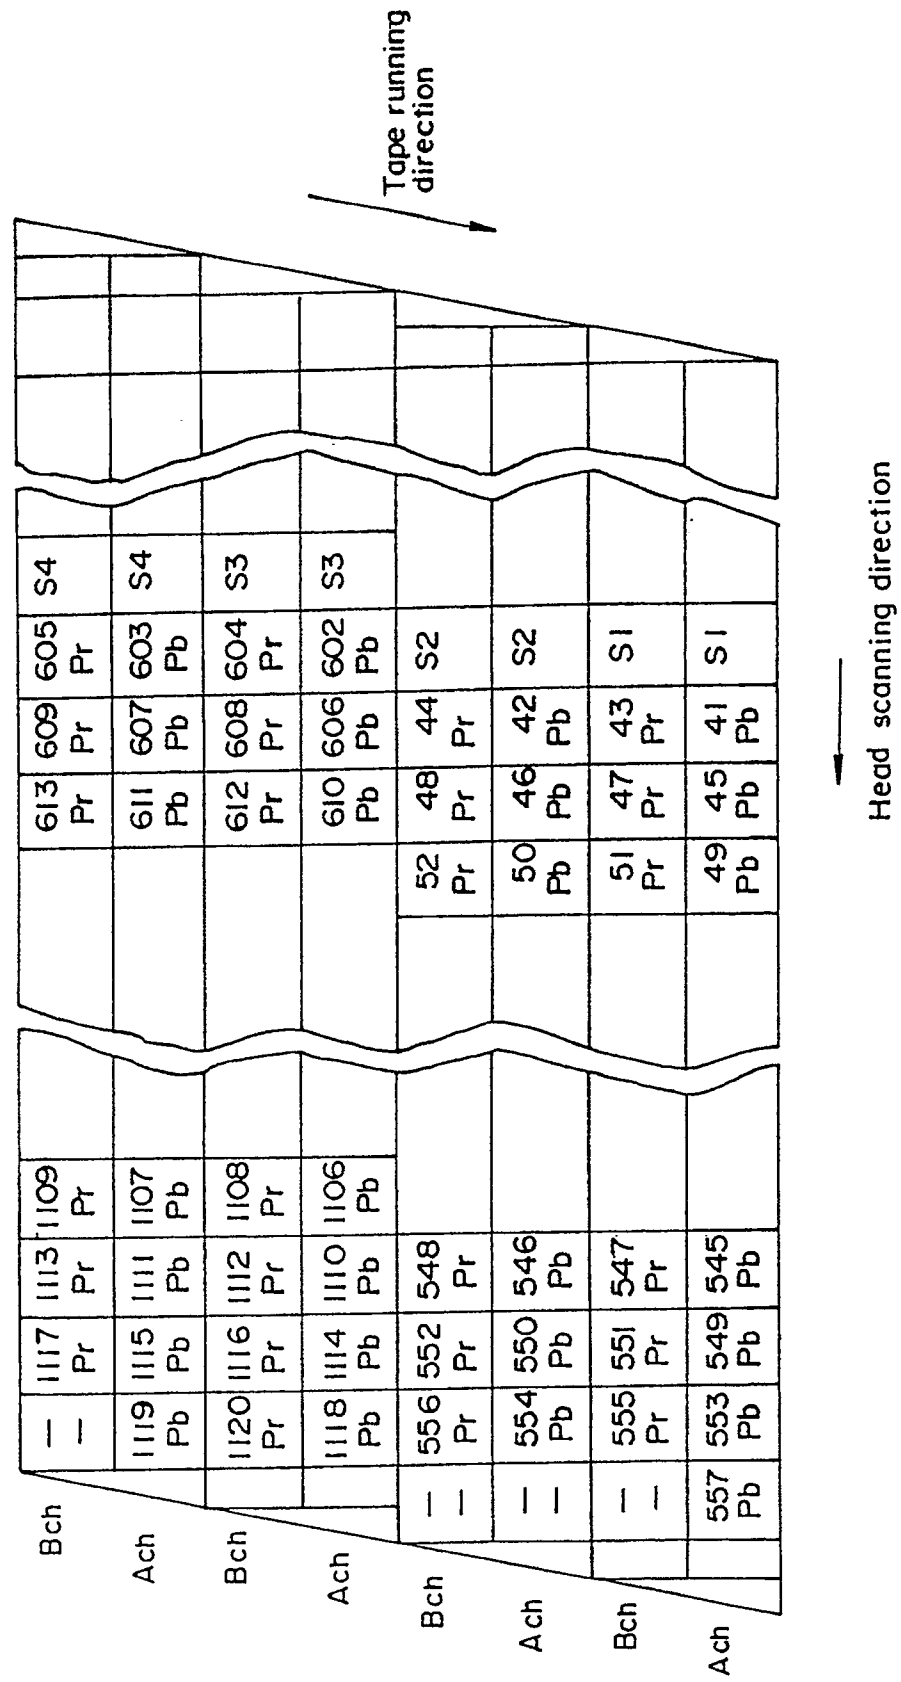 — 1117 1113 1109 613 609 605 S4
Bch — Pr Pr Pr Pr Pr Pr
1119 1115 1111 1107 611 607 603 S4
Ach Pb Pb Pb Pb Pb Pb Pb
1120 1116 1112 1108 612 608 604 S3
Bch Pr Pr Pr Pr Pr Pr Pr
1118 1114 1110 1106 610 606 602 S3
Ach Pb Pb Pb Pb Pb Pb Pb
— 556 552 548 52 48 44 S2
Bch — Pr Pr Pr Pr Pr Pr
— 554 550 546 50 46 42 S2
Ach — Pb Pb Pb Pb Pb Pb
— 555 551 547 51 47 43 S1
Bch — Pr Pr Pr Pr Pr Pr
557 553 549 545 49 45 41 S1
Ach Pb Pb Pb Pb Pb Pb Pb
Tape running
direction
Head scanning direction